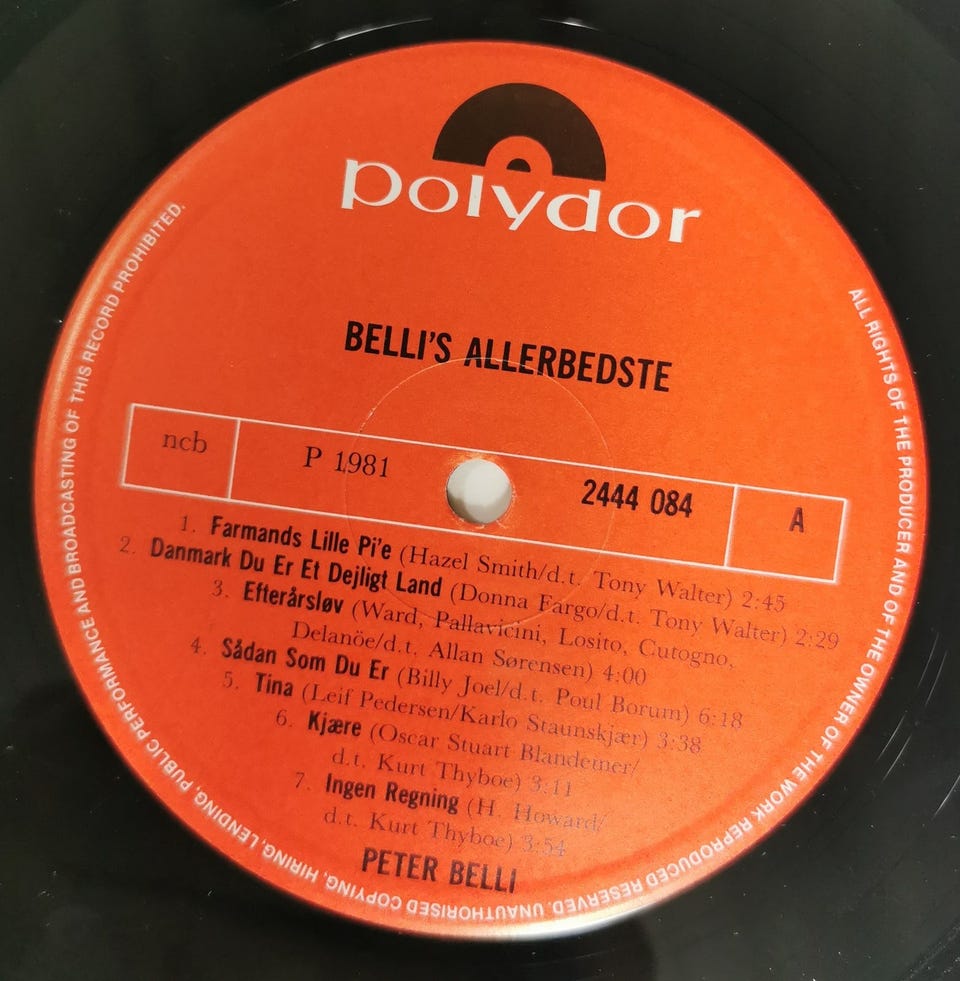 polydor
BELLI'S ALLERBEDSTE
ncb P 1981 2444 084 A
1. Farmands Lille Pi'e (Hazel Smith/d.t. Tony Walter) 2:45
2. Danmark Du Er Et Dejligt Land (Donna Fargo/d.t. Tony Walter) 2:29
3. Efterårsløv (Ward, Pallavicini, Losito, Cutogno,
Delanöe/d.t. Allan Sørensen) 4:00
4. Sådan Som Du Er (Billy Joel/d.t. Poul Borum) 6:18
5. Tina (Leif Pedersen/Karlo Staunskjær) 3:38
6. Kjære (Oscar Stuart Blandemer/
d.t. Kurt Thyboe) 3:11
7. Ingen Regning (H. Howard/
d.t. Kurt Thyboe) 3:54
PETER BELLI
ALL RIGHTS OF THE PRODUCER AND OF THE OWNER OF THE WORK REPRODUCED RESERVED. UNAUTHORISED COPYING, HIRING, LENDING, PUBLIC PERFORMANCE AND BROADCASTING OF THIS RECORD PROHIBITED.